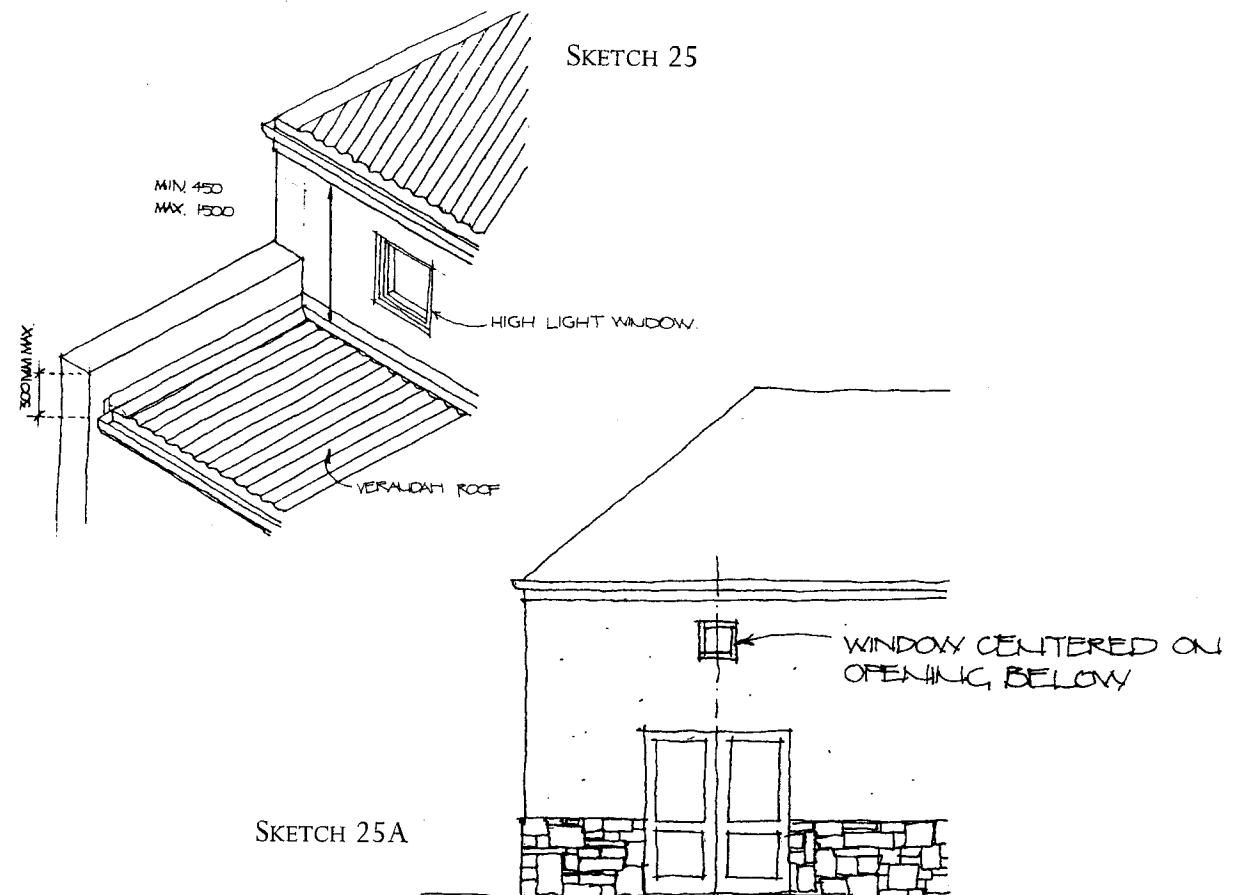 SKETCH 25
MIN. 450
MAX. 1500
HIGH LIGHT WINDOW.
300MM MAX.
VERANDAH ROOF
WINDOW CENTERED ON
OPENING BELOW
SKETCH 25A